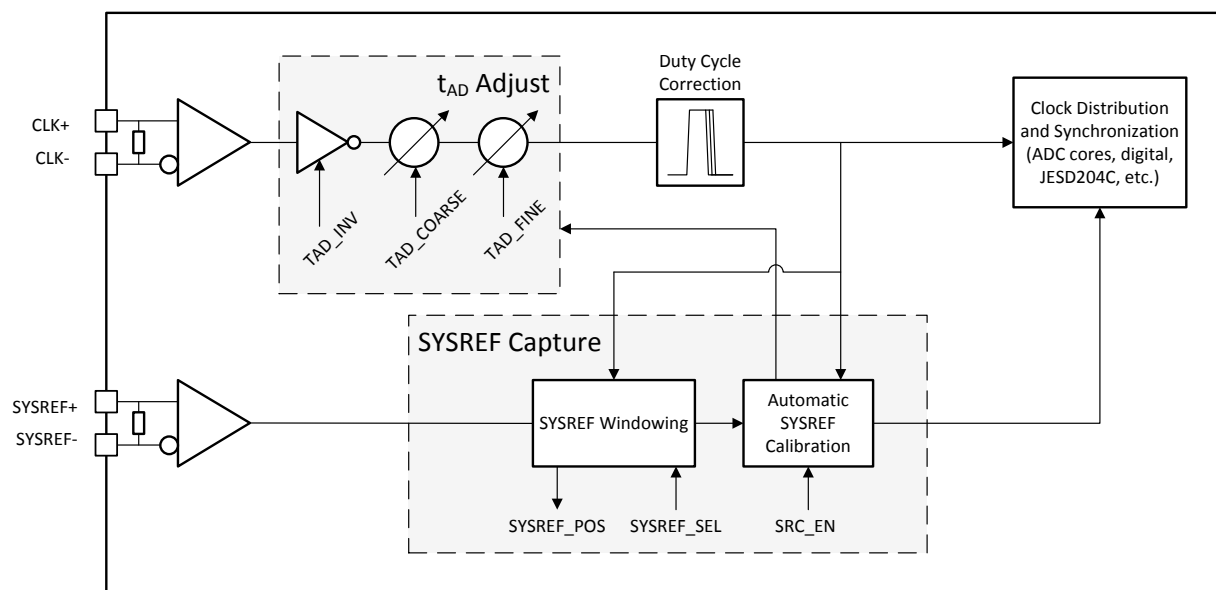 Duty Cycle
Correction
tAD Adjust
CLK+
CLK-
TAD_INV
TAD_COARSE
TAD_FINE
Clock Distribution
and Synchronization
(ADC cores, digital,
JESD204C, etc.)
SYSREF Capture
SYSREF+
SYSREF-
SYSREF Windowing
Automatic
SYSREF
Calibration
SYSREF_POS
SYSREF_SEL
SRC_EN